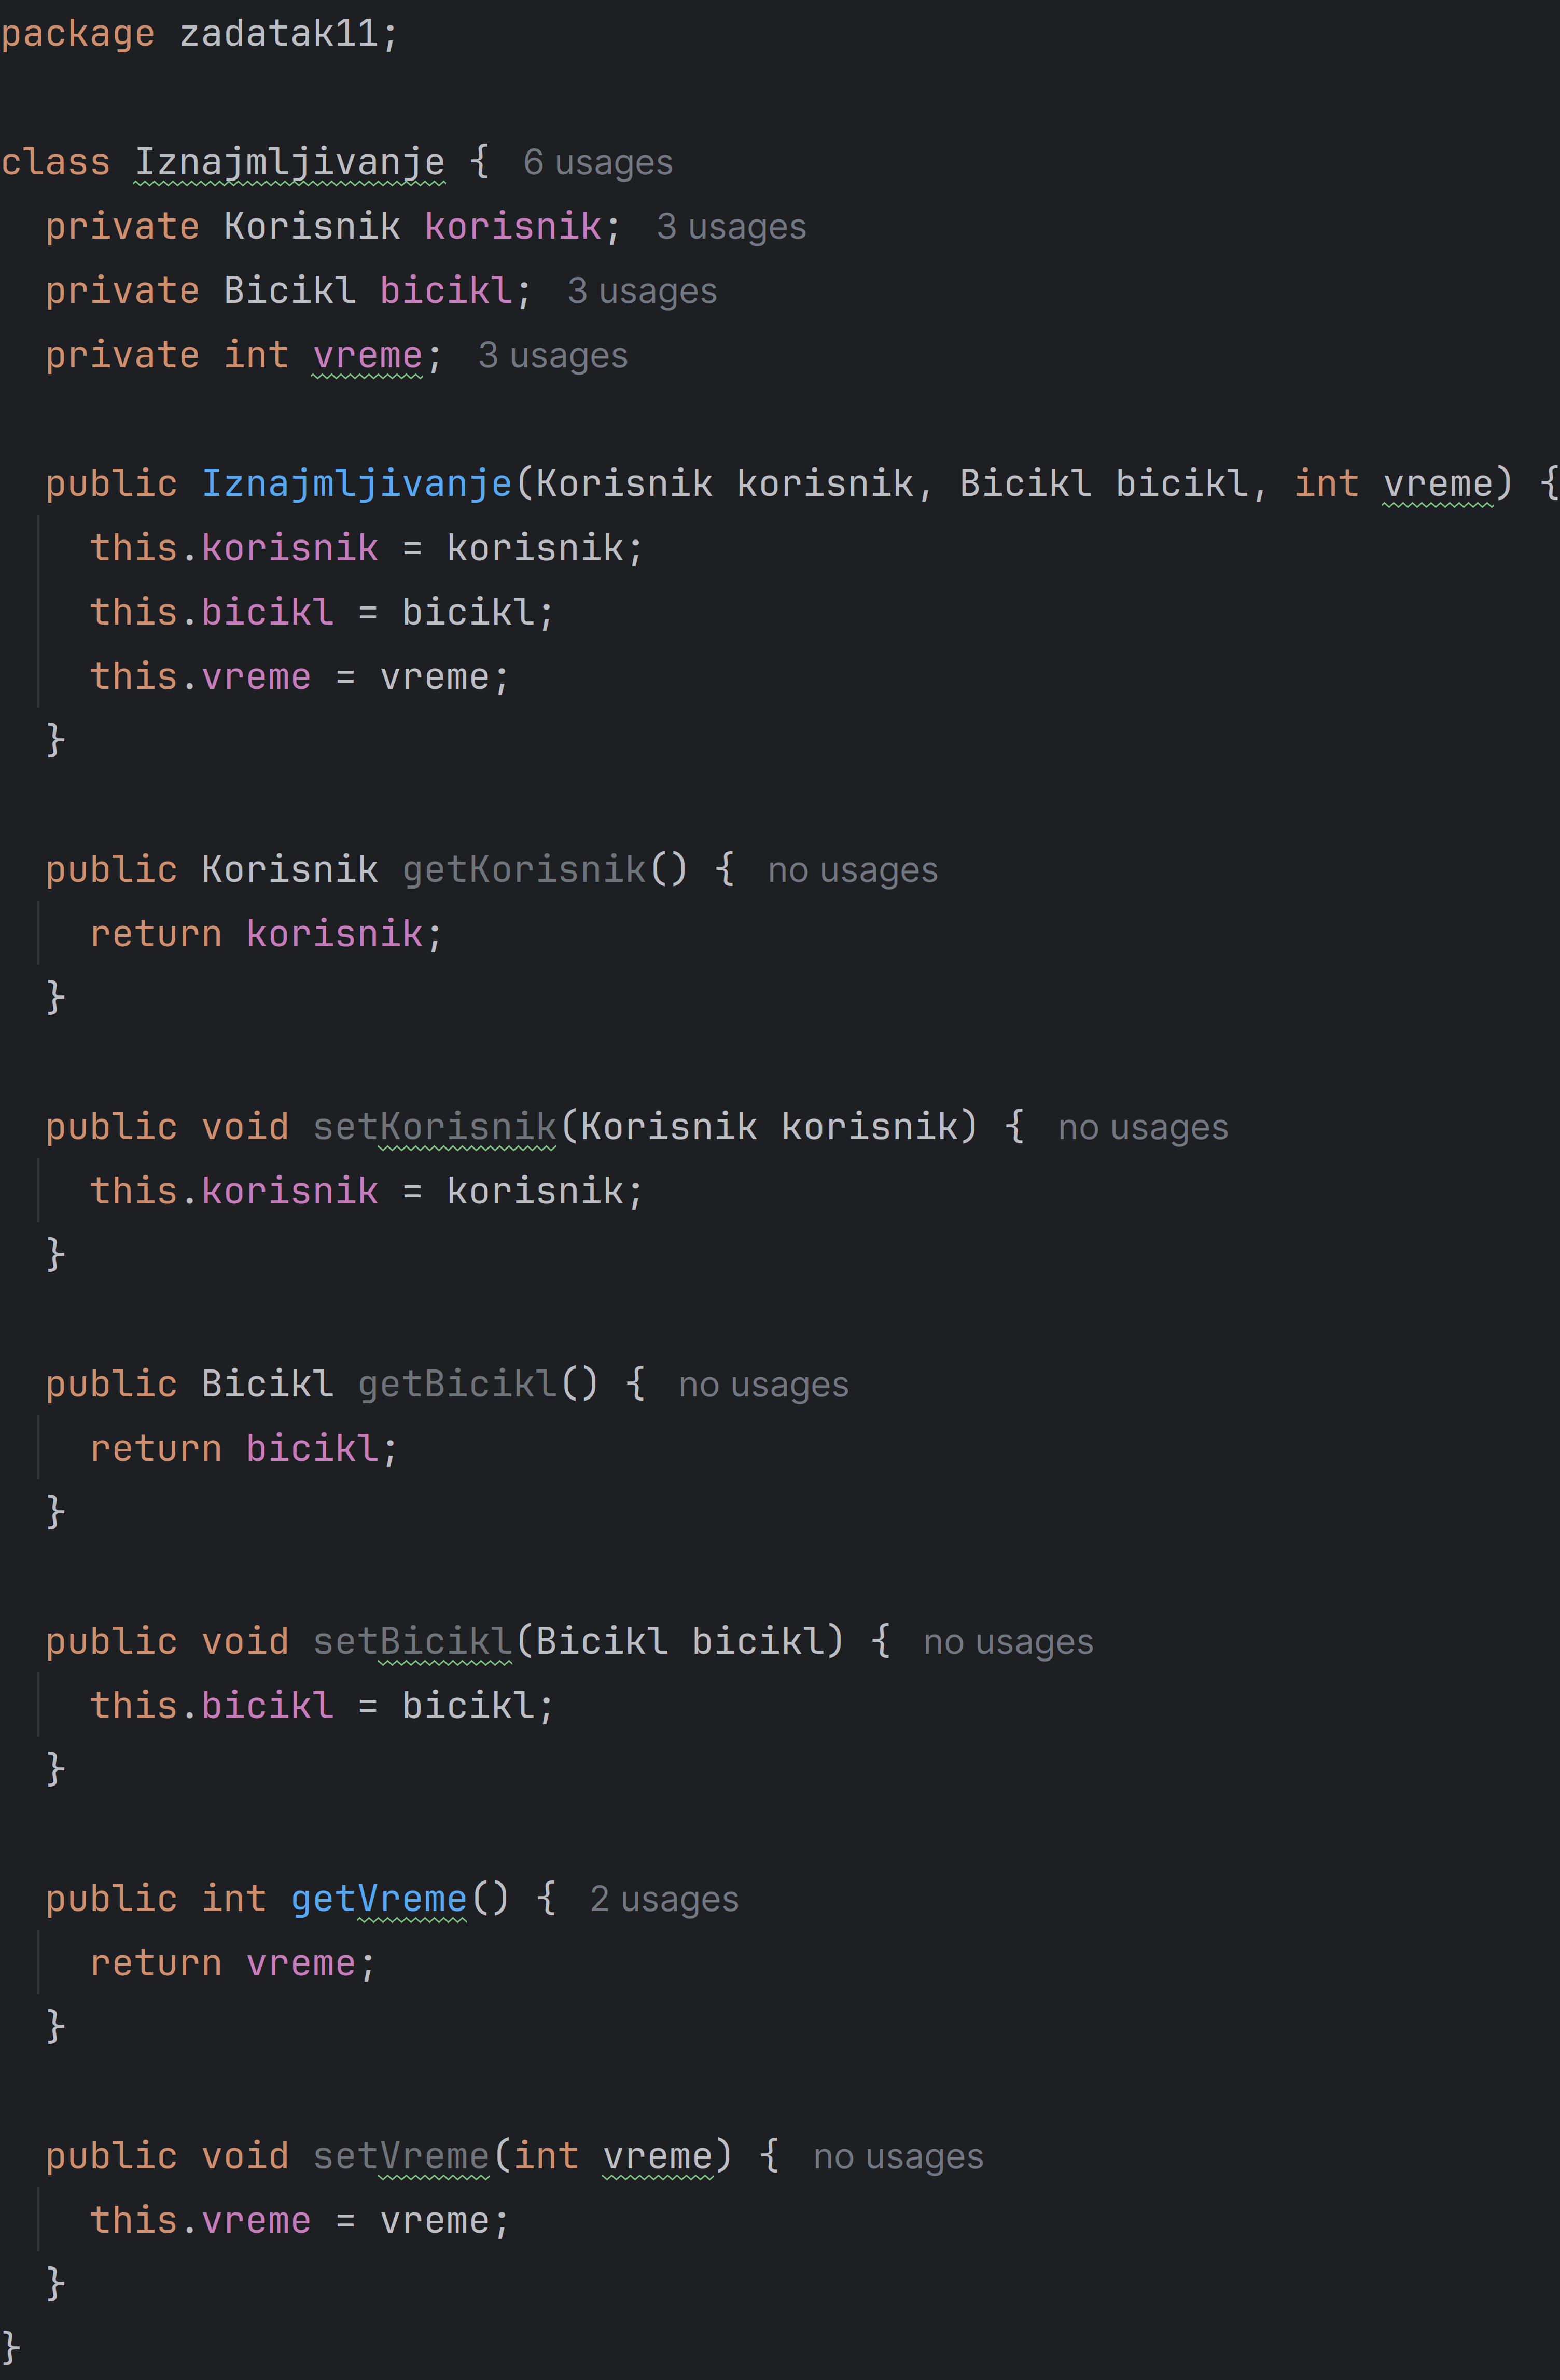 package zadatak11;
class Iznajmljivanje { 6 usages
private Korisnik korisnik; 3 usages
private Bicikl bicikl; 3 usages
private int vreme; 3 usages
public Iznajmljivanje(Korisnik korisnik, Bicikl bicikl, int vreme) {
this.korisnik = korisnik;
this.bicikl = bicikl;
this.vreme = vreme;
}
public Korisnik getKorisnik() { no usages
return korisnik;
}
public void setKorisnik(Korisnik korisnik) { no usages
this.korisnik = korisnik;
}
public Bicikl getBicikl() { no usages
return bicikl;
}
public void setBicikl(Bicikl bicikl) { no usages
this.bicikl = bicikl;
}
public int getVreme() { 2 usages
return vreme;
}
public void setVreme(int vreme) { no usages
this.vreme = vreme;
}
}